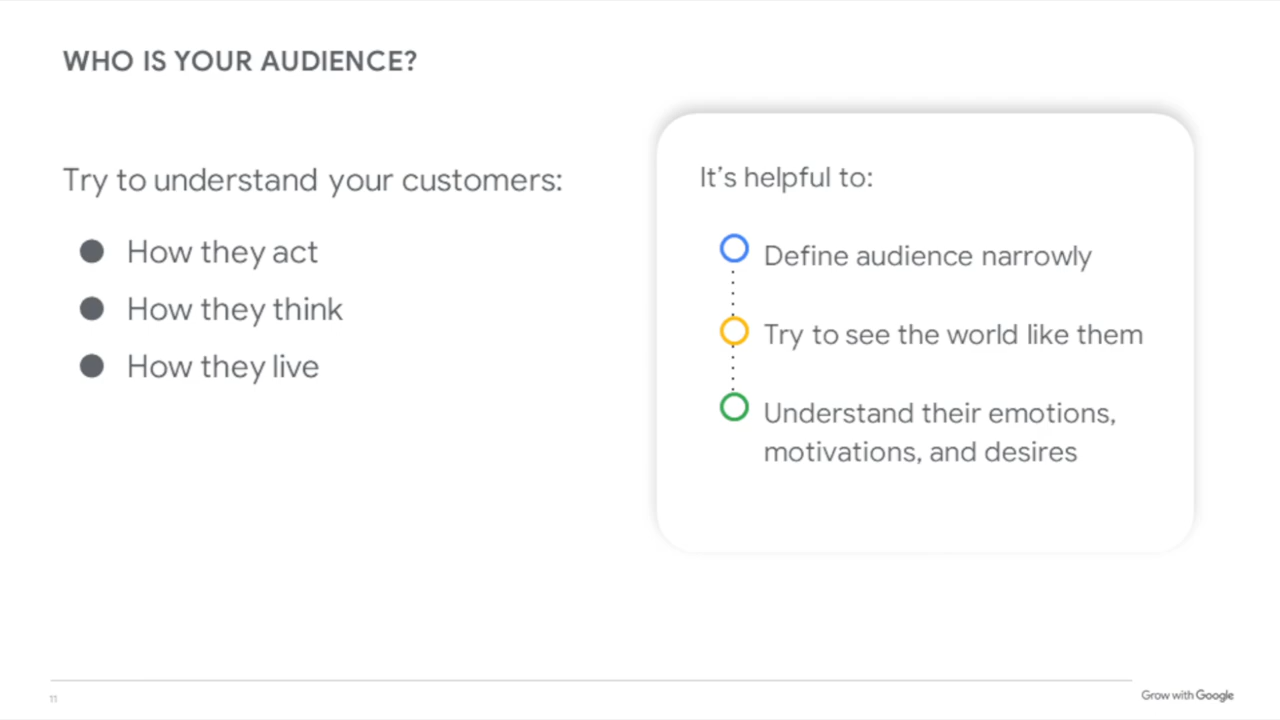 WHO IS YOUR AUDIENCE?
Try to understand your customers:
How they act
How they think
How they live
It's helpful to:
Define audience narrowly
Try to see the world like them
Understand their emotions,
motivations, and desires
11
Grow with Google